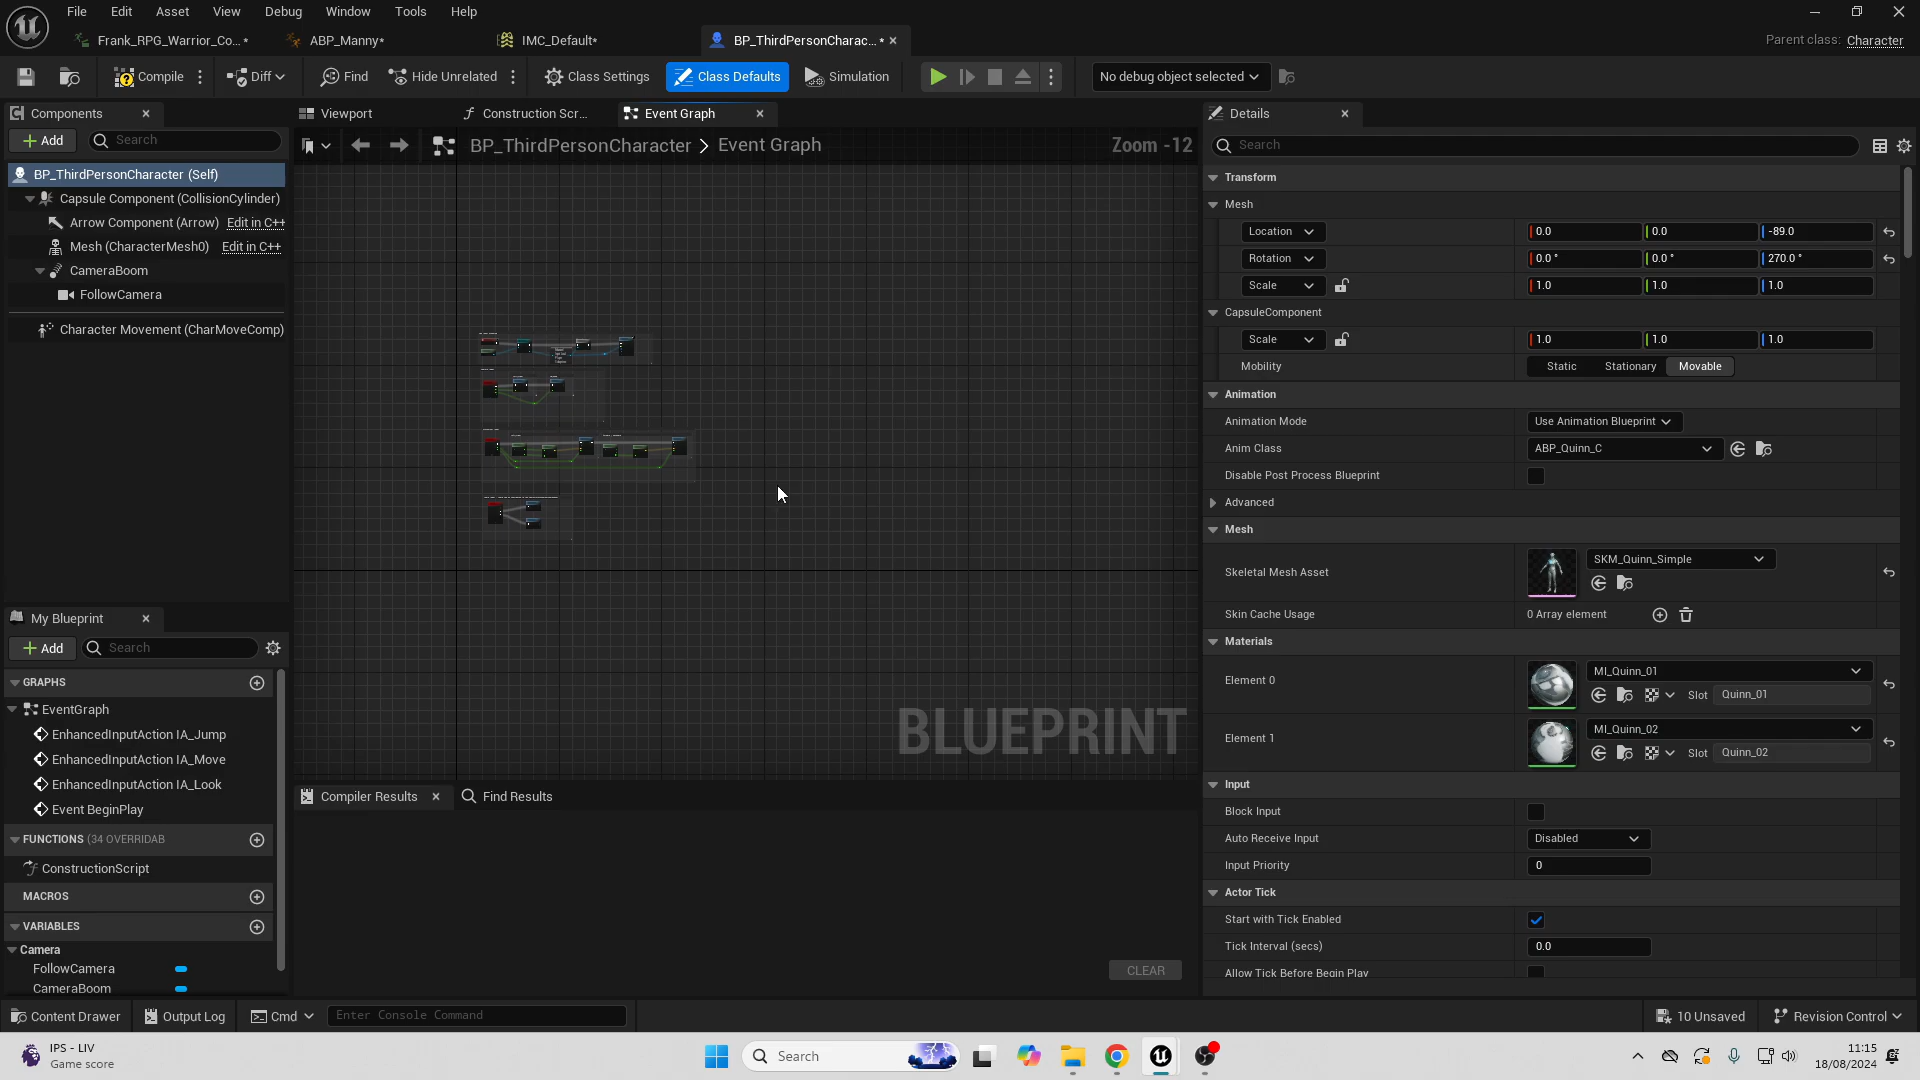 File Edit Asset View Debug Window Tools Help
Frank_RPG_Warrior_Co...* ABP_Manny* IMC_Default* BP_ThirdPersonCharac...* Parent class: Character
Compile Diff Find Hide Unrelated Class Settings Class Defaults Simulation No debug object selected
Components Viewport Construction Scr... Event Graph Details
Add Search BP_ThirdPersonCharacter > Event Graph Zoom -12 Search
BP_ThirdPersonCharacter (Self)
Capsule Component (CollisionCylinder)
Arrow Component (Arrow) Edit in C++
Mesh (CharacterMesh0) Edit in C++
CameraBoom
FollowCamera
Character Movement (CharMoveComp)
My Blueprint
Add Search
GRAPHS
EventGraph
EnhancedInputAction IA_Jump
EnhancedInputAction IA_Move
EnhancedInputAction IA_Look
Event BeginPlay
FUNCTIONS (34 OVERRIDAB
ConstructionScript
MACROS
VARIABLES
Camera
FollowCamera
CameraBoom
BLUEPRINT
Compiler Results Find Results
CLEAR
Transform
Mesh
Location 0.0 0.0 -89.0
Rotation 0.0 ° 0.0 ° 270.0 °
Scale 1.0 1.0 1.0
CapsuleComponent
Scale 1.0 1.0 1.0
Mobility Static Stationary Movable
Animation
Animation Mode Use Animation Blueprint
Anim Class ABP_Quinn_C
Disable Post Process Blueprint
Advanced
Mesh
Skeletal Mesh Asset SKM_Quinn_Simple
Skin Cache Usage 0 Array element
Materials
Element 0 MI_Quinn_01
Slot Quinn_01
Element 1 MI_Quinn_02
Slot Quinn_02
Input
Block Input
Auto Receive Input Disabled
Input Priority 0
Actor Tick
Start with Tick Enabled
Tick Interval (secs) 0.0
Allow Tick Before Begin Play
Content Drawer Output Log Cmd Enter Console Command 10 Unsaved Revision Control
IPS - LIV
Game score
Search
11:15
18/08/2024